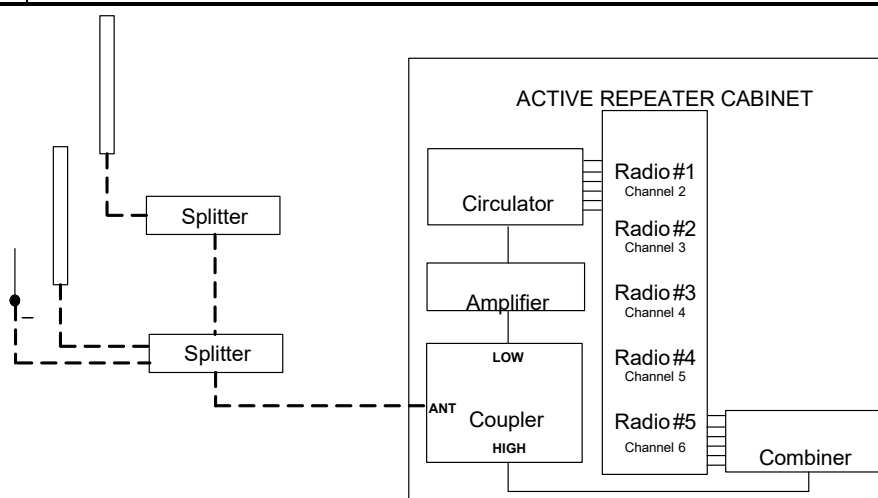 ACTIVE REPEATER CABINET
Radio #1
Channel 2
Splitter
Circulator
Radio #2
Channel 3
Radio #3
Channel 4
Amplifier
Splitter
LOW
Radio #4
Channel 5
ANT
Coupler
Radio #5
HIGH
Channel 6
Combiner